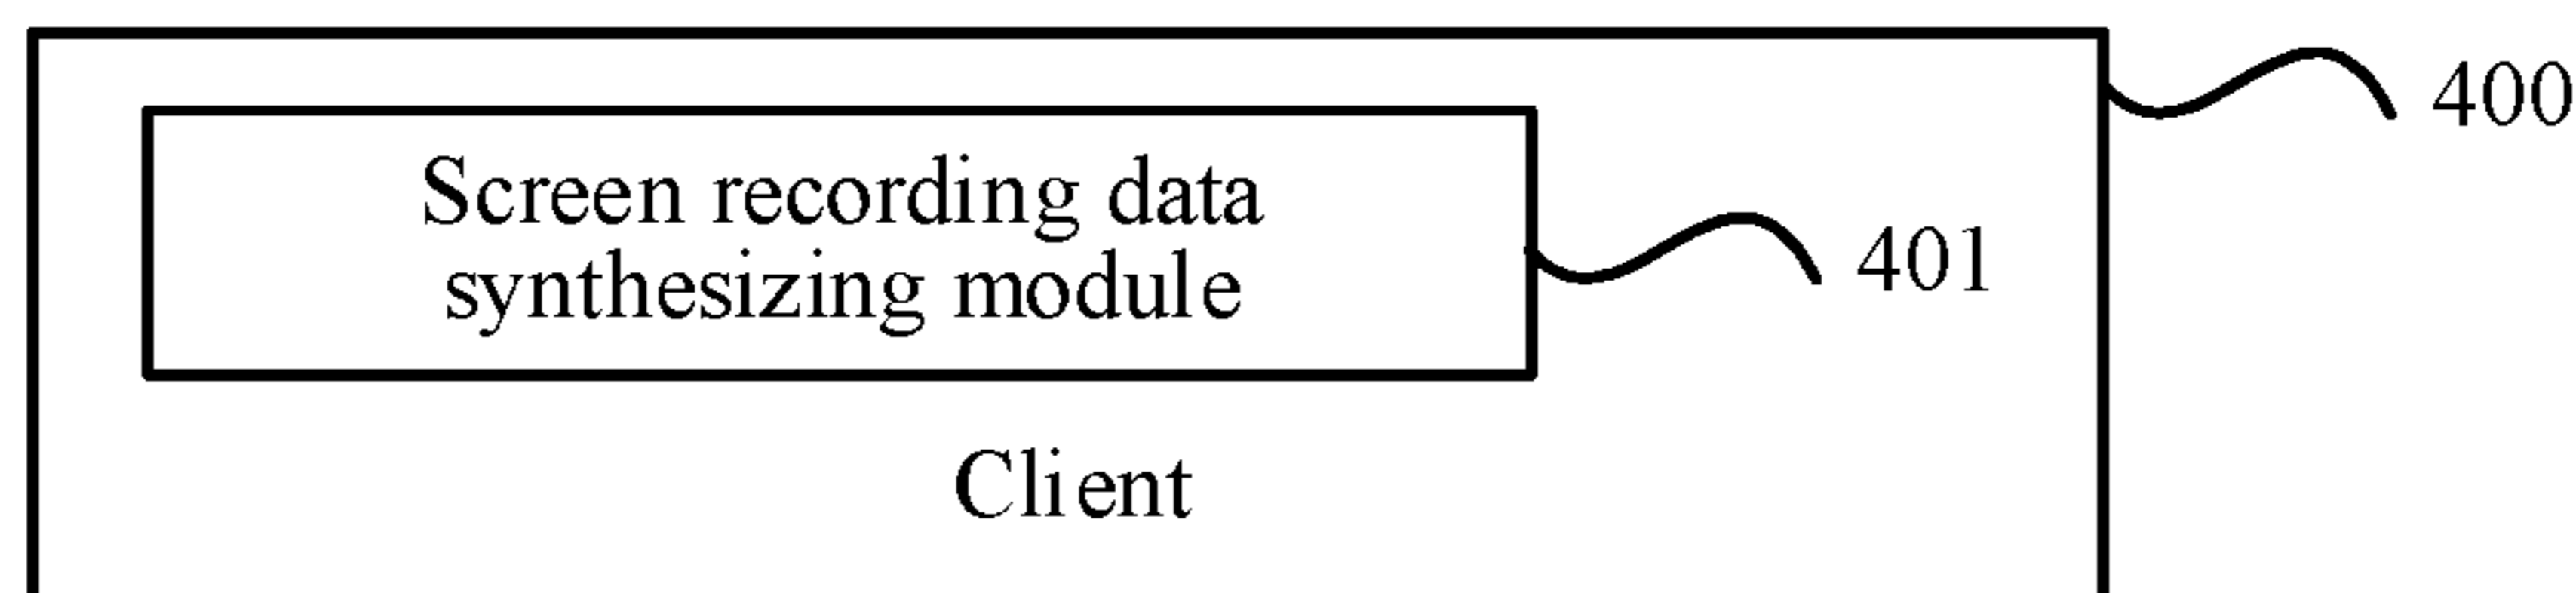 400
Screen recording data
synthesizing module
401
Client